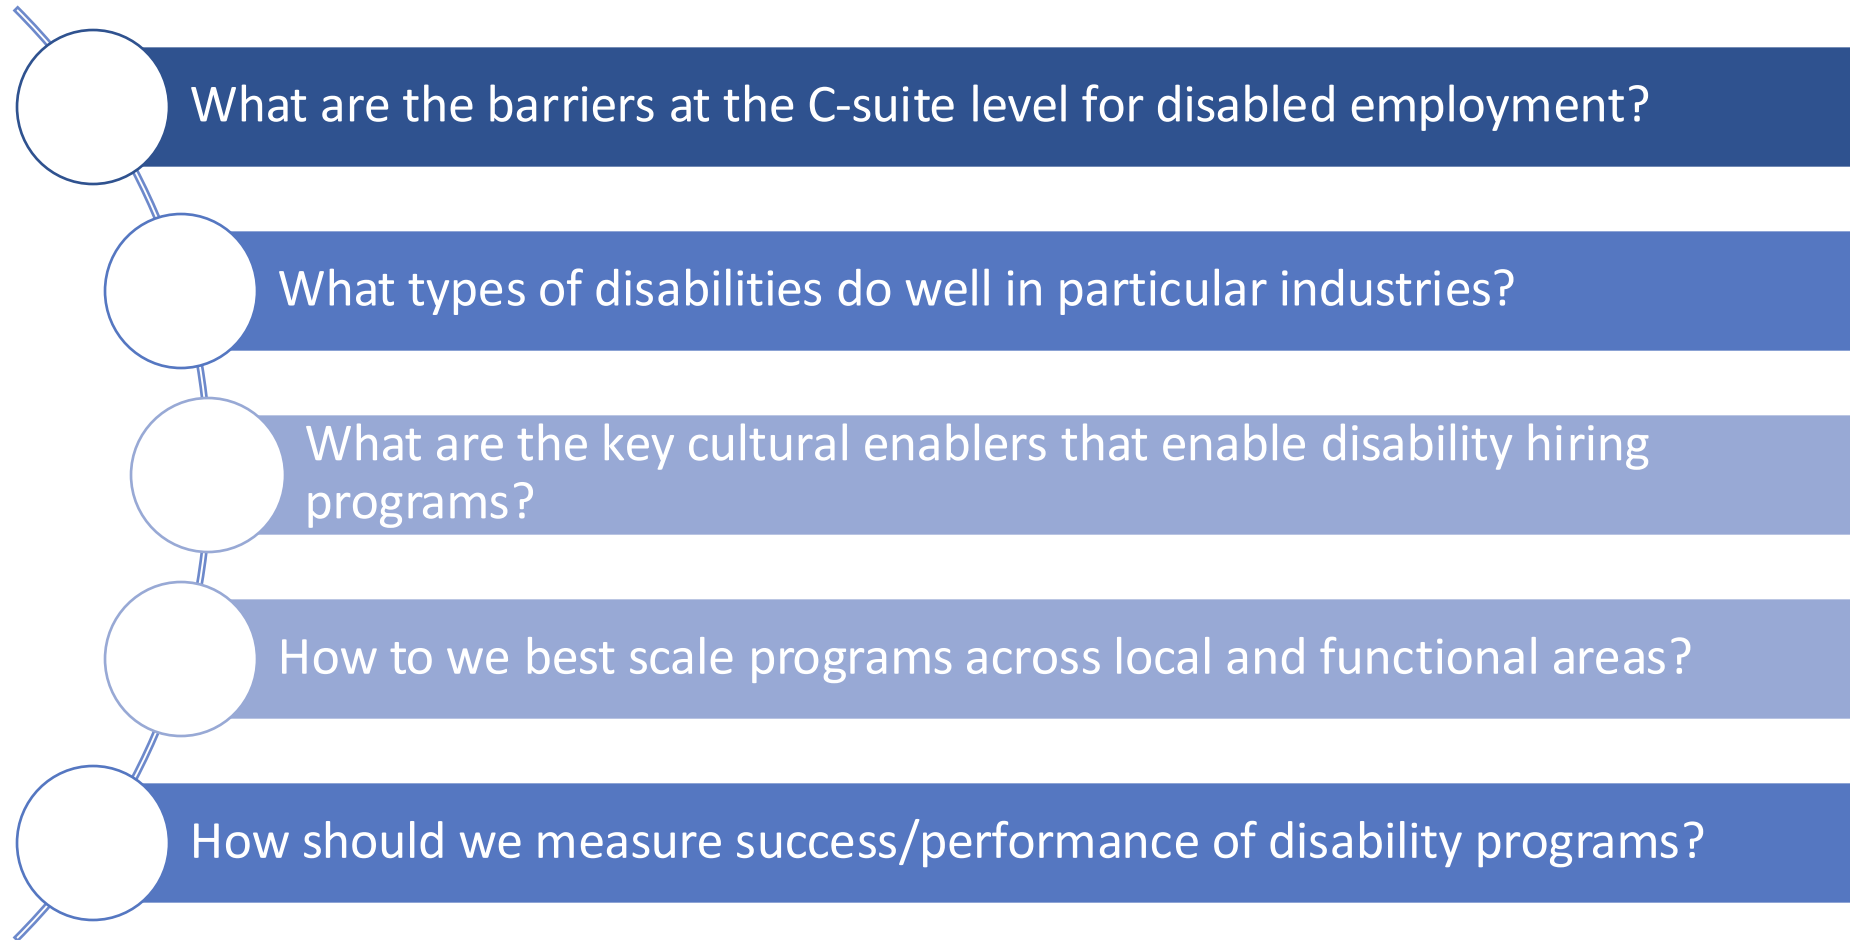 What are the barriers at the C-suite level for disabled employment?
What types of disabilities do well in particular industries?
What are the key cultural enablers that enable disability hiring
programs?
How to we best scale programs across local and functional areas?
How should we measure success/performance of disability programs?